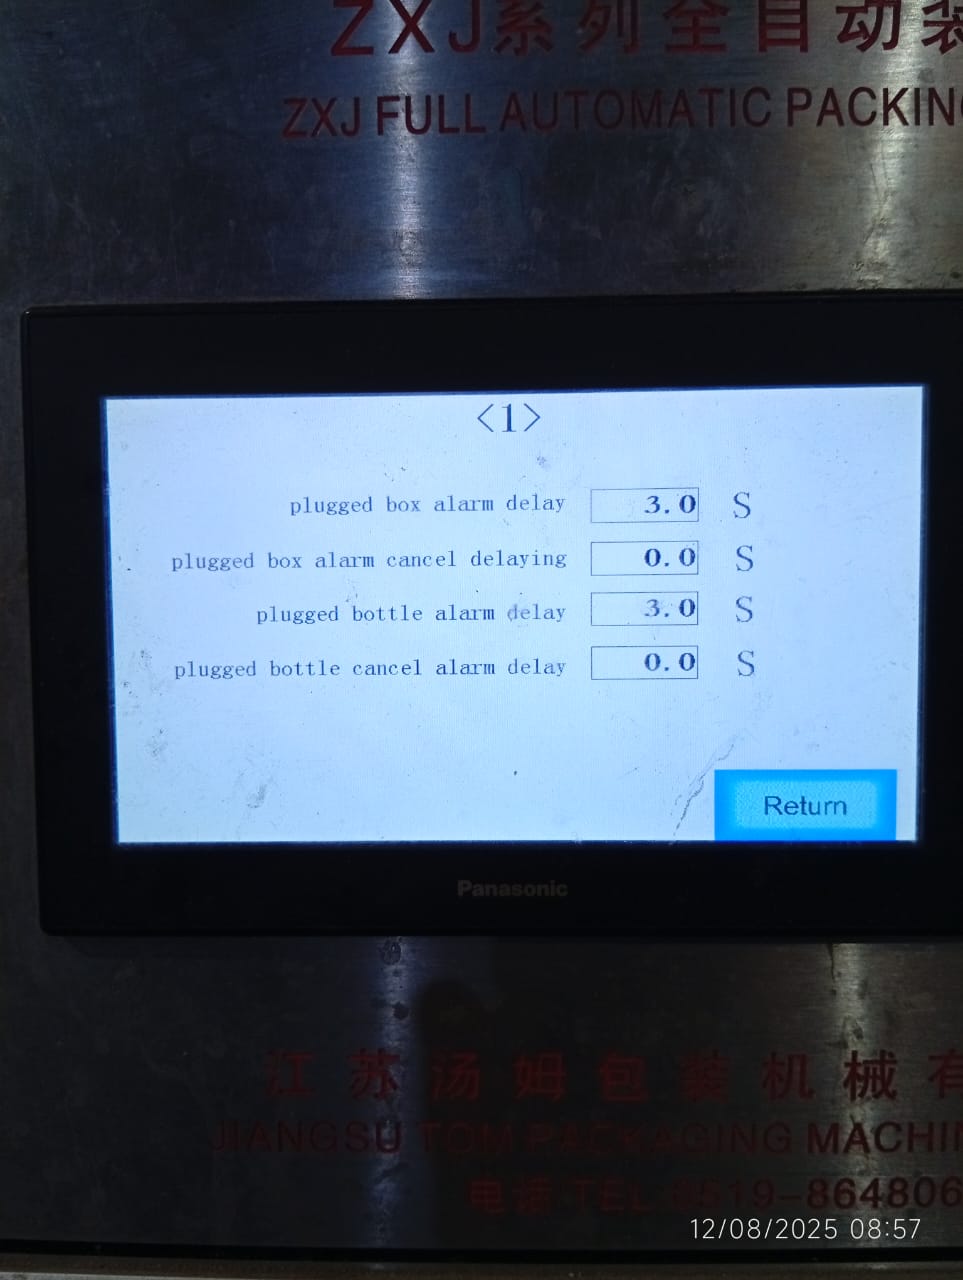 ZXJ系列全自动装
ZXJ FULL AUTOMATIC PACKING
<1>
plugged box alarm delay 3.0 S
plugged box alarm cancel delaying 0.0 S
plugged bottle alarm delay 3.0 S
plugged bottle cancel alarm delay 0.0 S
Return
Panasonic
江苏汤姆包装机械有
JIANGSU TOM PACKAGING MACHIN
电话:TEL:0519-864806
12/08/2025 08:57